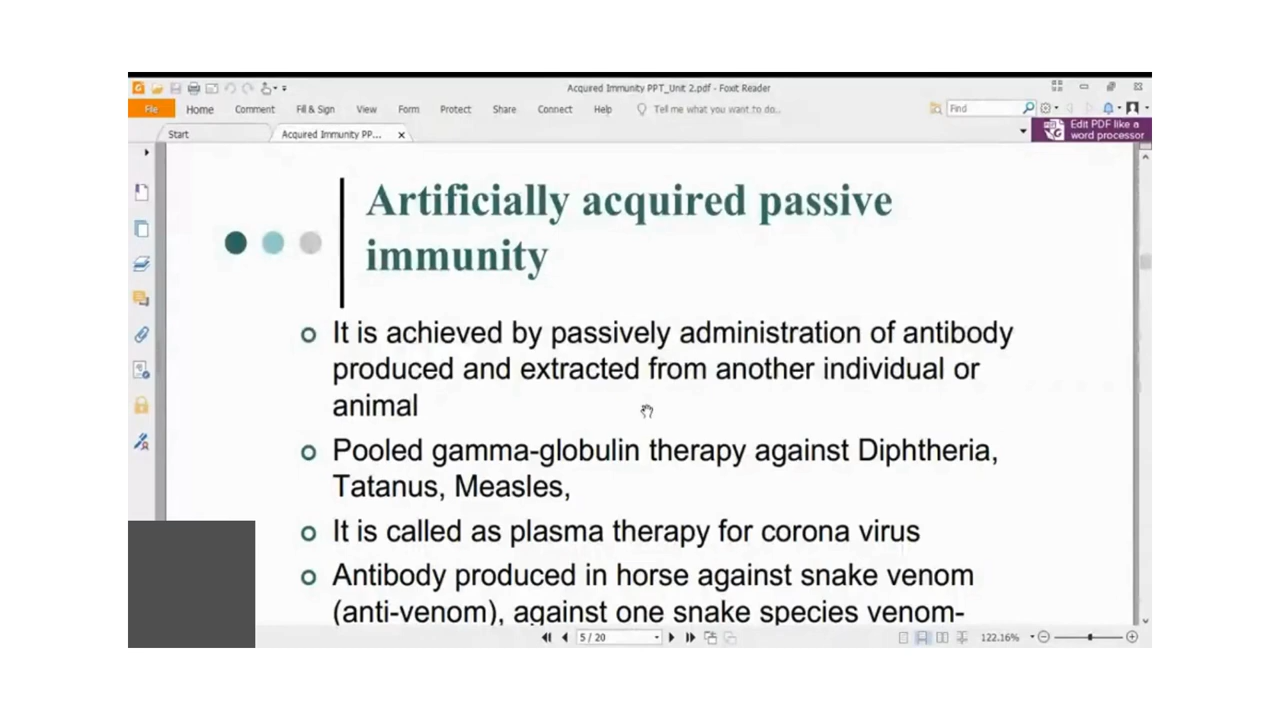 Acquired Immunity PPT_Unit 2.pdf - Foxit Reader
File Home Comment Fill & Sign View Form Protect Share Connect Help Tell me what you want to do.. Find
Start Acquired Immunity PP... Edit PDF like a
word processor
Artificially acquired passive
immunity
It is achieved by passively administration of antibody
produced and extracted from another individual or
animal
Pooled gamma-globulin therapy against Diphtheria,
Tatanus, Measles,
It is called as plasma therapy for corona virus
Antibody produced in horse against snake venom
(anti-venom), against one snake species venom-
5 / 20 122.16%